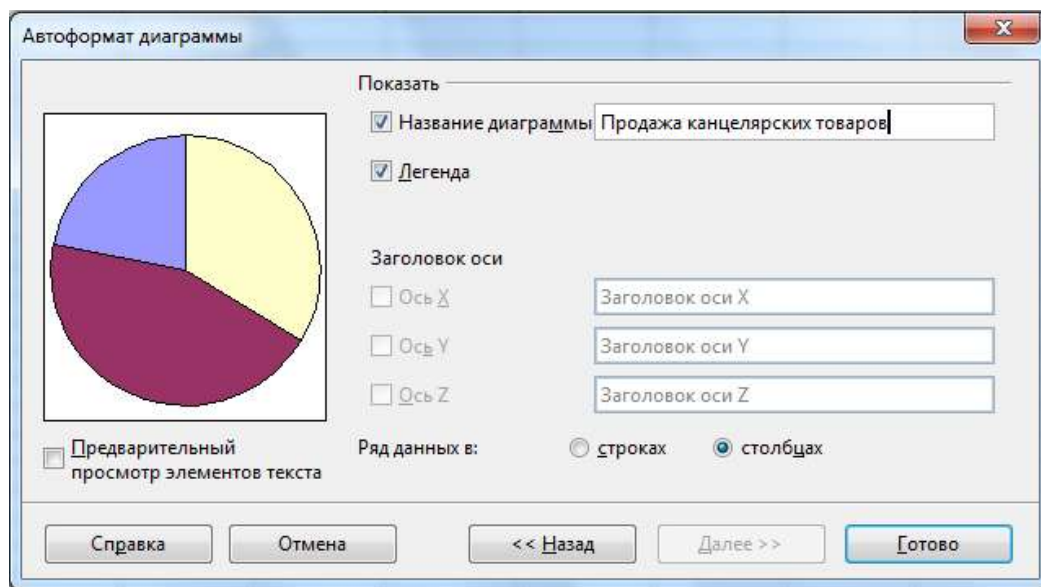 Автоформат диаграммы
Показать
Название диаграммы Продажа канцелярских товаров
Легенда
Заголовок оси
Ось X Заголовок оси X
Ось Y Заголовок оси Y
Ось Z Заголовок оси Z
Предварительный
просмотр элементов текста
Ряд данных в: строках столбцах
Справка Отмена << Назад Далее >> Готово